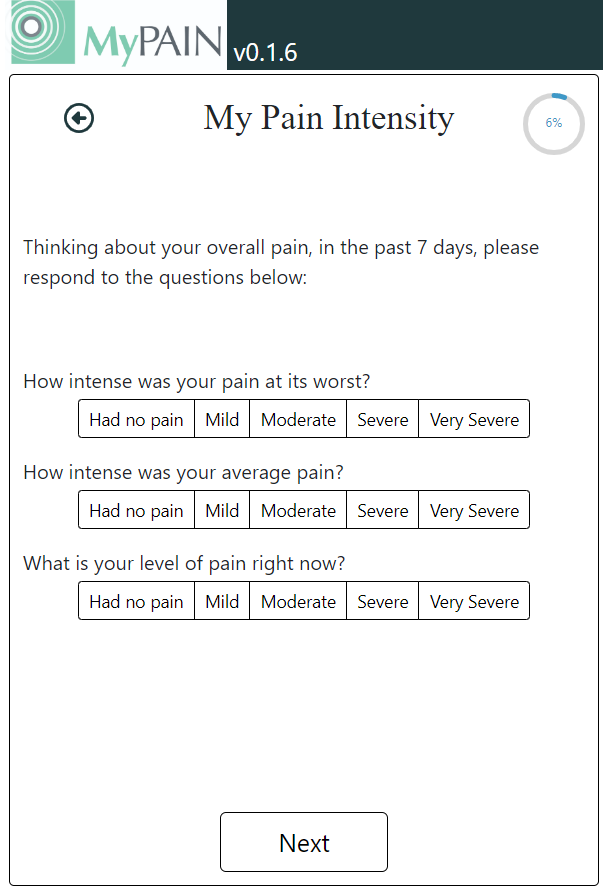 MyPAIN v0.1.6
My Pain Intensity
6%
Thinking about your overall pain, in the past 7 days, please
respond to the questions below:
How intense was your pain at its worst?
Had no pain Mild Moderate Severe Very Severe
How intense was your average pain?
Had no pain Mild Moderate Severe Very Severe
What is your level of pain right now?
Had no pain Mild Moderate Severe Very Severe
Next